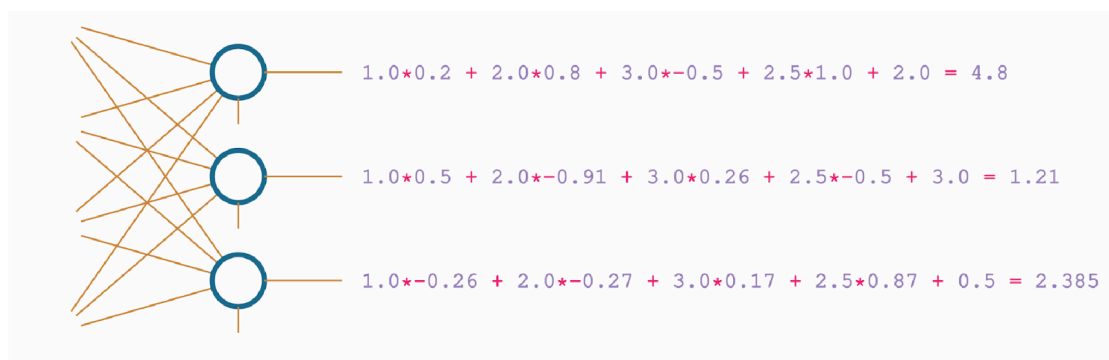 1.0*0.2 + 2.0*0.8 + 3.0*-0.5 + 2.5*1.0 + 2.0 = 4.8
1.0*0.5 + 2.0*-0.91 + 3.0*0.26 + 2.5*-0.5 + 3.0 = 1.21
1.0*-0.26 + 2.0*-0.27 + 3.0*0.17 + 2.5*0.87 + 0.5 = 2.385